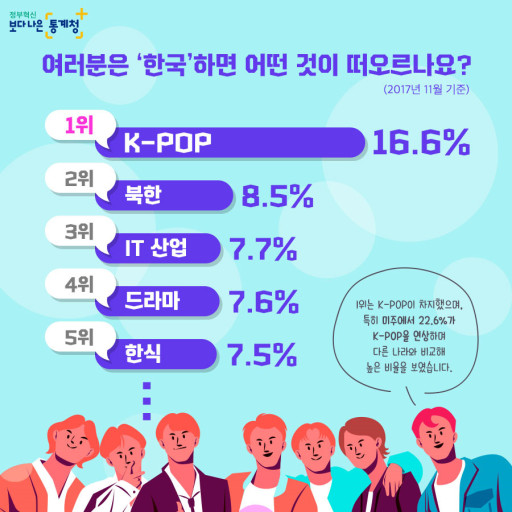 정부혁신
보다나은 통계청
여러분은 ‘한국’하면 어떤 것이 떠오르나요?
(2017년 11월 기준)
1위
K-POP
16.6%
2위
북한
8.5%
3위
IT 산업
7.7%
4위
드라마
7.6%
5위
한식
7.5%
1위는 K-POP이 차지했으며,
특히 미주에서 22.6%가
K-POP을 연상하며
다른 나라와 비교해
높은 비율을 보였습니다.